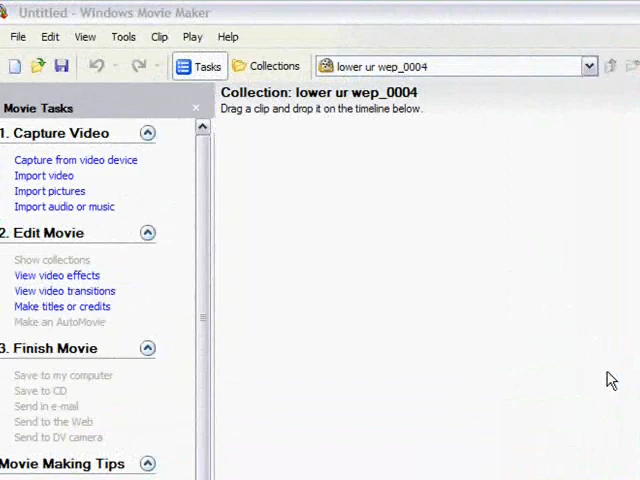 Untitled - Windows Movie Maker
File Edit View Tools Clip Play Help
Tasks Collections lower ur wep_0004
Movie Tasks
Collection: lower ur wep_0004
Drag a clip and drop it on the timeline below.
1. Capture Video
Capture from video device
Import video
Import pictures
Import audio or music
2. Edit Movie
Show collections
View video effects
View video transitions
Make titles or credits
Make an AutoMovie
3. Finish Movie
Save to my computer
Save to CD
Send in e-mail
Send to the Web
Send to DV camera
Movie Making Tips